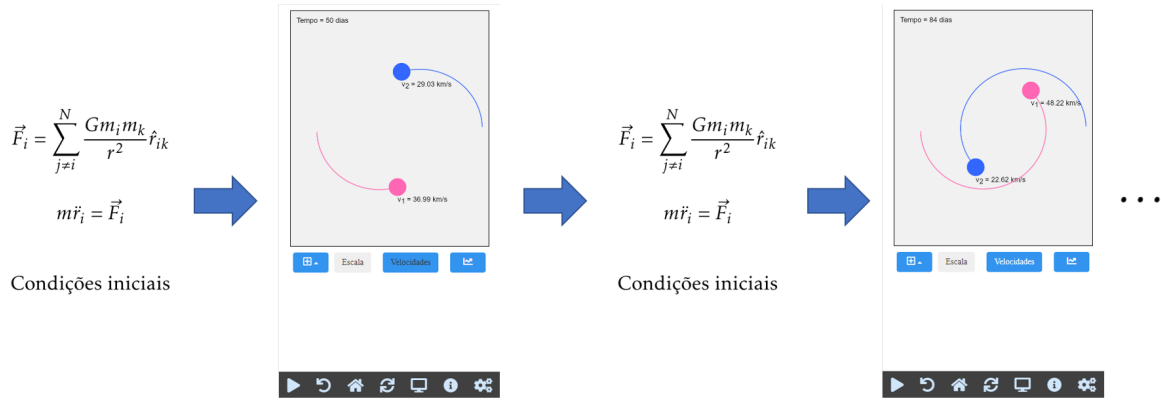 $\vec{F}_i = \sum_{j \neq i}^{N} \frac{G m_i m_k}{r^2} \hat{r}_{ik}$
$m\ddot{r}_i = \vec{F}_i$
Condições iniciais
Tempo = 50 dias
v₂ = 29.03 km/s
v₁ = 36.99 km/s
Escala
Velocidades
$\vec{F}_i = \sum_{j \neq i}^{N} \frac{G m_i m_k}{r^2} \hat{r}_{ik}$
$m\ddot{r}_i = \vec{F}_i$
Condições iniciais
Tempo = 84 dias
v₁ = 48.22 km/s
v₂ = 22.62 km/s
Escala
Velocidades
...